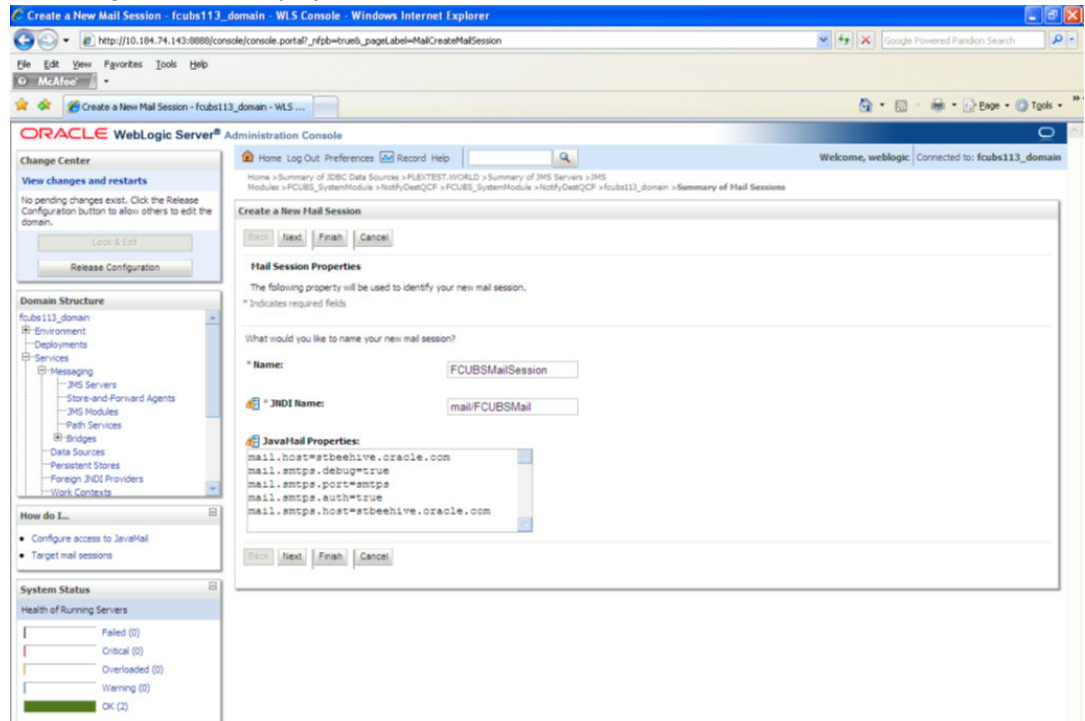 Create a New Mail Session - fcubs113_domain - WLS Console - Windows Internet Explorer
http://10.184.74.143:8888/console/console.portal?_nfpb=true&_pageLabel=MailCreateMailSession
Google Powered Pandion Search
File Edit View Favorites Tools Help
McAfee
Create a New Mail Session - fcubs113_domain - WLS ...
Page Tools
ORACLE WebLogic Server® Administration Console
Change Center
View changes and restarts
No pending changes exist. Click the Release
Configuration button to allow others to edit the
domain.
Lock & Edit
Release Configuration
Domain Structure
fcubs113_domain
Environment
Deployments
Services
Messaging
JMS Servers
Store-and-Forward Agents
JMS Modules
Path Services
Bridges
Data Sources
Persistent Stores
Foreign JNDI Providers
Work Contexts
How do I...
Configure access to JavaMail
Target mail sessions
System Status
Health of Running Servers
Failed (0)
Critical (0)
Overloaded (0)
Warning (0)
OK (2)
Home Log Out Preferences Record Help
Welcome, weblogic Connected to: fcubs113_domain
Home >Summary of JDBC Data Sources >FLEXTEST.WORLD >Summary of JMS Servers >JMS
Modules >FCUBS_SystemModule >NotifyDestQCF >FCUBS_SystemModule >NotifyDestQCF >fcubs113_domain >Summary of Mail Sessions
Create a New Mail Session
Back Next Finish Cancel
Mail Session Properties
The following property will be used to identify your new mail session.
* Indicates required fields
What would you like to name your new mail session?
* Name: FCUBSMailSession
* JNDI Name: mail/FCUBSMail
JavaMail Properties:
mail.host=stbeehive.oracle.com
mail.smtps.debug=true
mail.smtps.port=smtps
mail.smtps.auth=true
mail.smtps.host=stbeehive.oracle.com
Back Next Finish Cancel